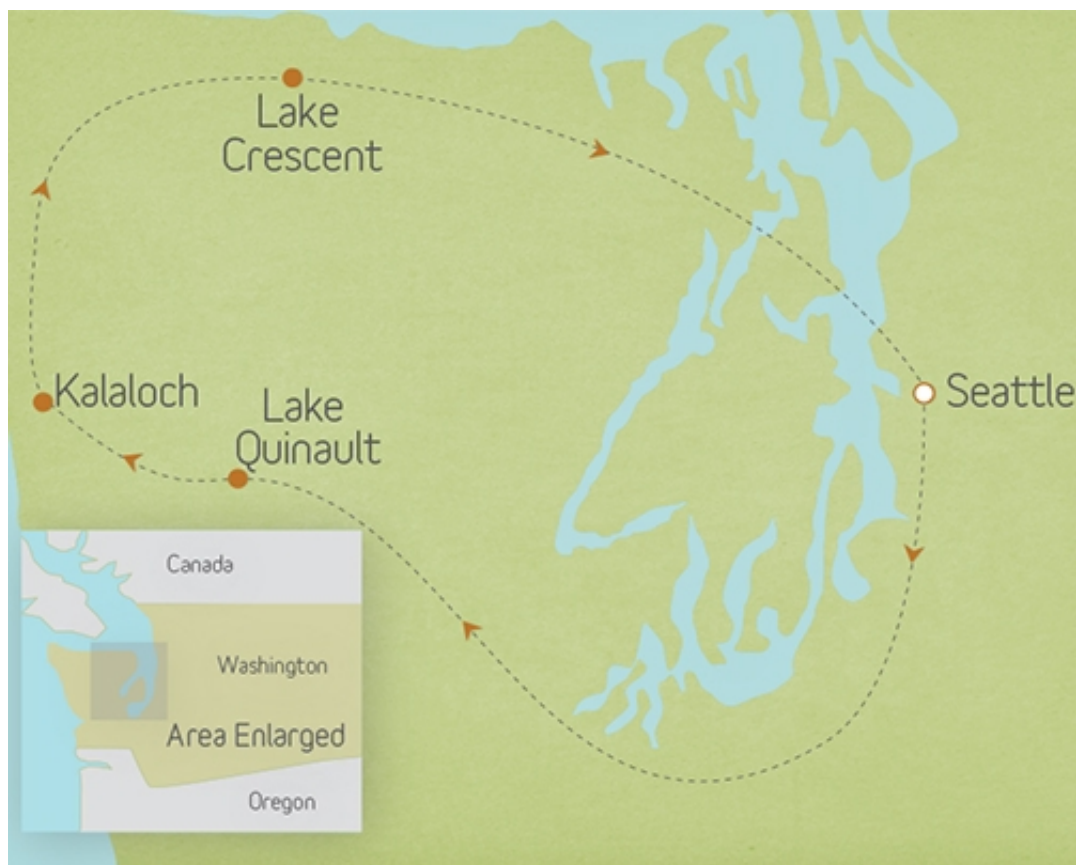 Lake
Crescent
Kalaloch
Lake
Quinault
Seattle
Canada
Washington
Area Enlarged
Oregon